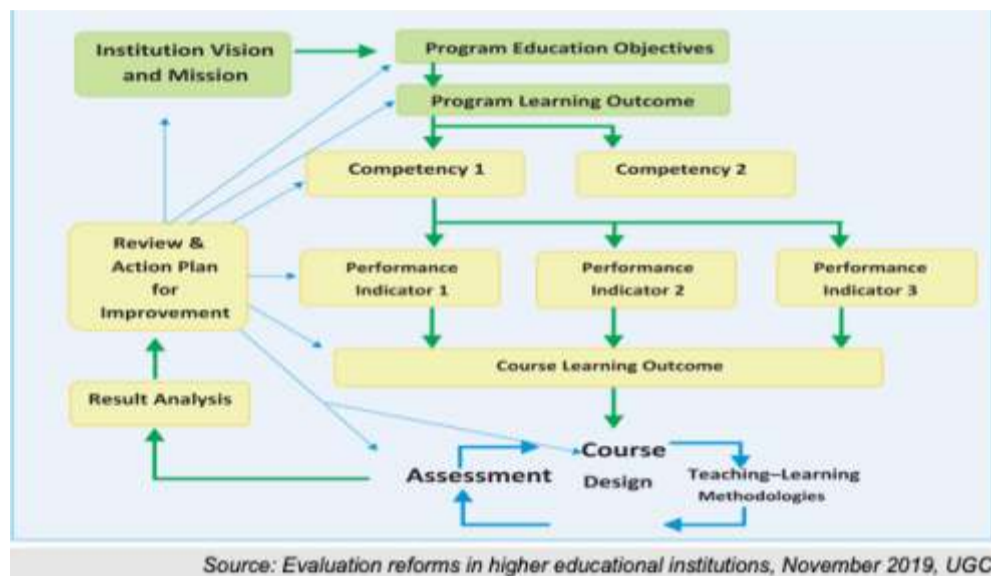 Institution Vision
and Mission
Program Education Objectives
Program Learning Outcome
Competency 1
Competency 2
Review &
Action Plan
for
Improvement
Performance
Indicator 1
Performance
Indicator 2
Performance
Indicator 3
Course Learning Outcome
Result Analysis
Assessment
Course
Design
Teaching–Learning
Methodologies
Source: Evaluation reforms in higher educational institutions, November 2019, UGC